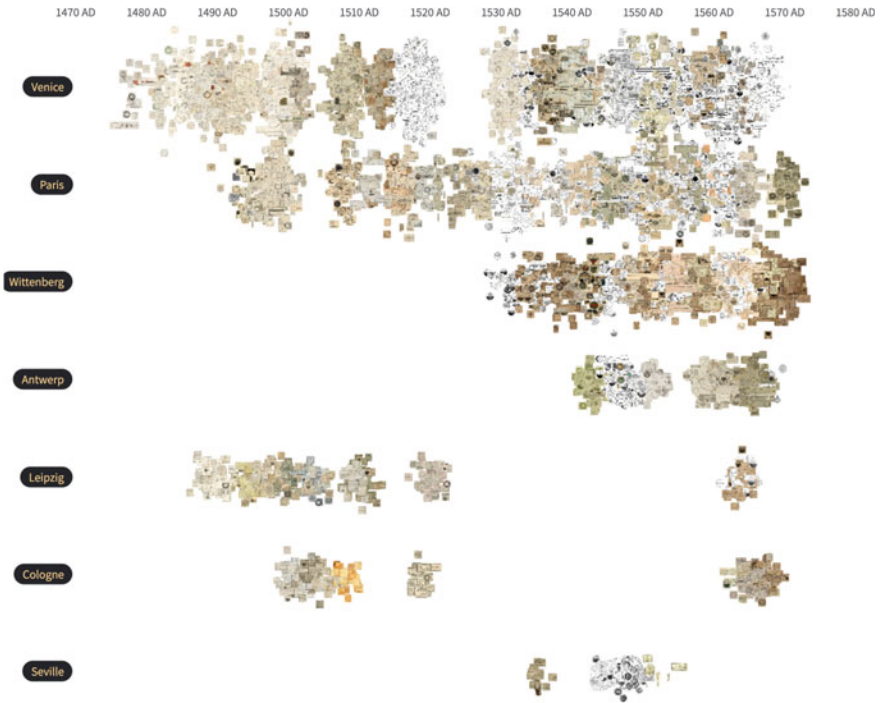 1470 AD 1480 AD 1490 AD 1500 AD 1510 AD 1520 AD 1530 AD 1540 AD 1550 AD 1560 AD 1570 AD 1580 AD
Venice
Paris
Wittenberg
Antwerp
Leipzig
Cologne
Seville